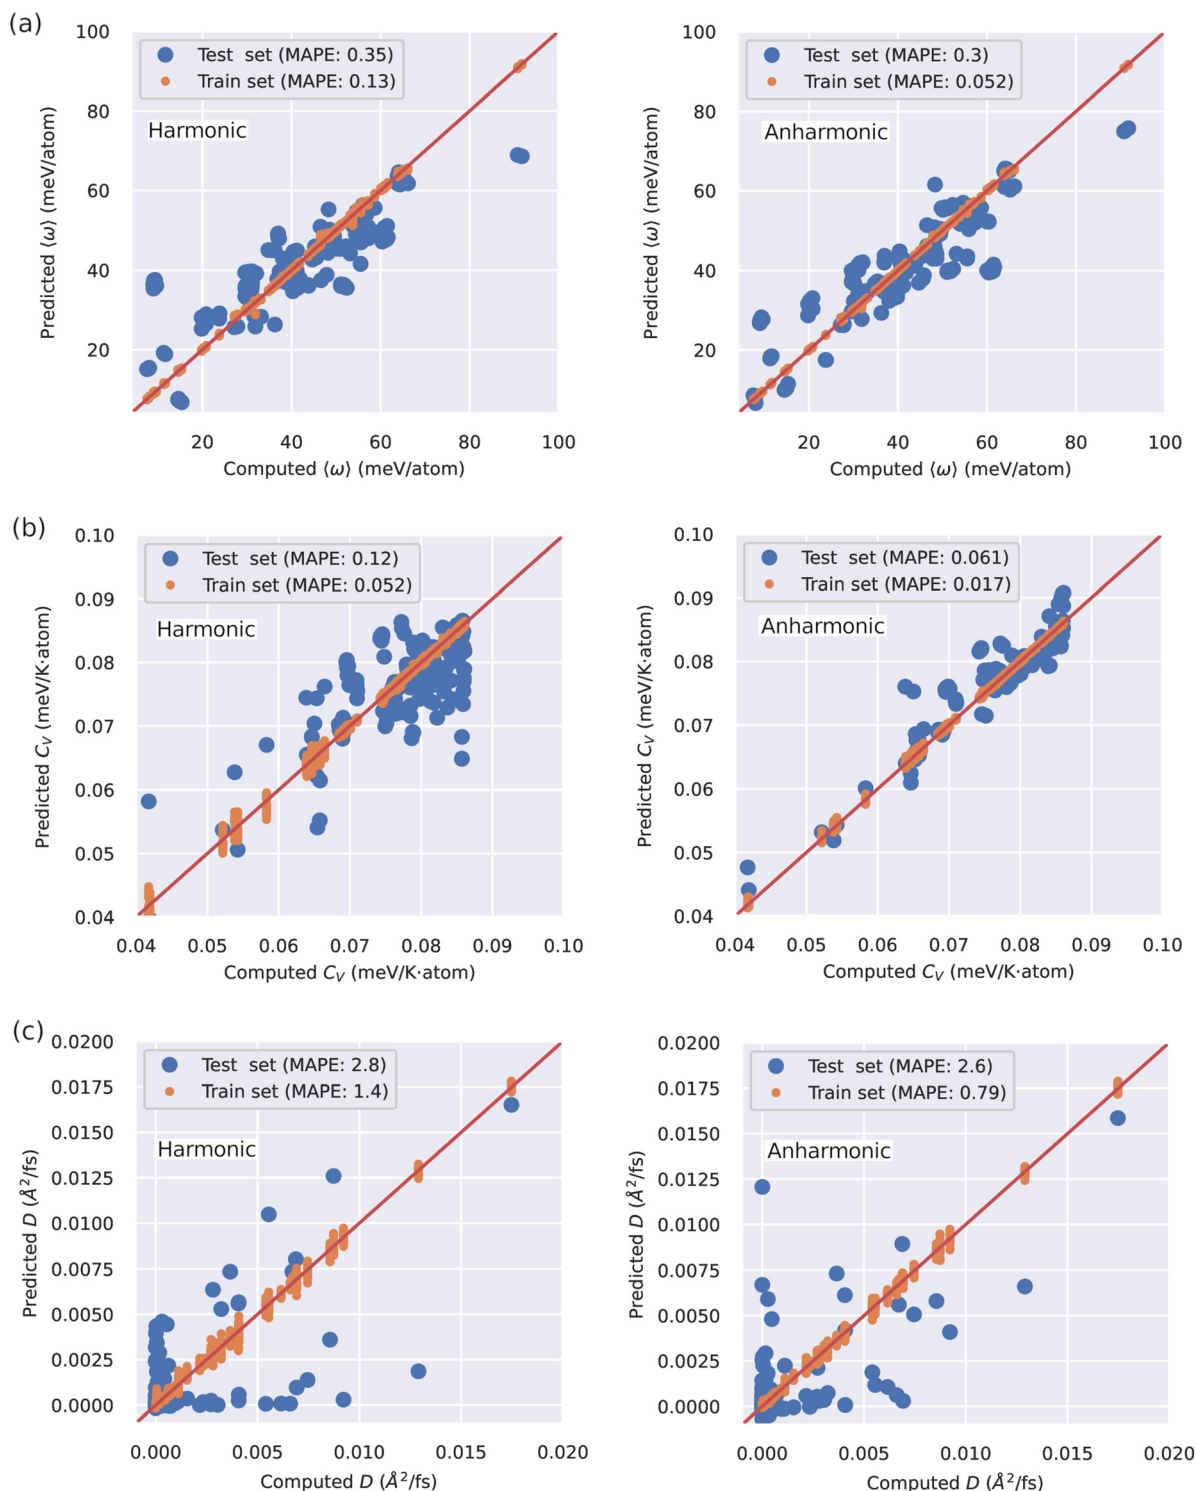 (a)
100
80
60
40
20
Predicted ⟨ω⟩ (meV/atom)
Test set (MAPE: 0.35)
Train set (MAPE: 0.13)
Harmonic
20 40 60 80 100
Computed ⟨ω⟩ (meV/atom)
100
80
60
40
20
Predicted ⟨ω⟩ (meV/atom)
Test set (MAPE: 0.3)
Train set (MAPE: 0.052)
Anharmonic
20 40 60 80 100
Computed ⟨ω⟩ (meV/atom)
(b)
0.10
0.09
0.08
0.07
0.06
0.05
0.04
Predicted C_V (meV/K·atom)
Test set (MAPE: 0.12)
Train set (MAPE: 0.052)
Harmonic
0.04 0.05 0.06 0.07 0.08 0.09 0.10
Computed C_V (meV/K·atom)
0.10
0.09
0.08
0.07
0.06
0.05
0.04
Predicted C_V (meV/K·atom)
Test set (MAPE: 0.061)
Train set (MAPE: 0.017)
Anharmonic
0.04 0.05 0.06 0.07 0.08 0.09 0.10
Computed C_V (meV/K·atom)
(c)
0.0200
0.0175
0.0150
0.0125
0.0100
0.0075
0.0050
0.0025
0.0000
Predicted D (Å²/fs)
Test set (MAPE: 2.8)
Train set (MAPE: 1.4)
Harmonic
0.000 0.005 0.010 0.015 0.020
Computed D (Å²/fs)
0.0200
0.0175
0.0150
0.0125
0.0100
0.0075
0.0050
0.0025
0.0000
Predicted D (Å²/fs)
Test set (MAPE: 2.6)
Train set (MAPE: 0.79)
Anharmonic
0.000 0.005 0.010 0.015 0.020
Computed D (Å²/fs)